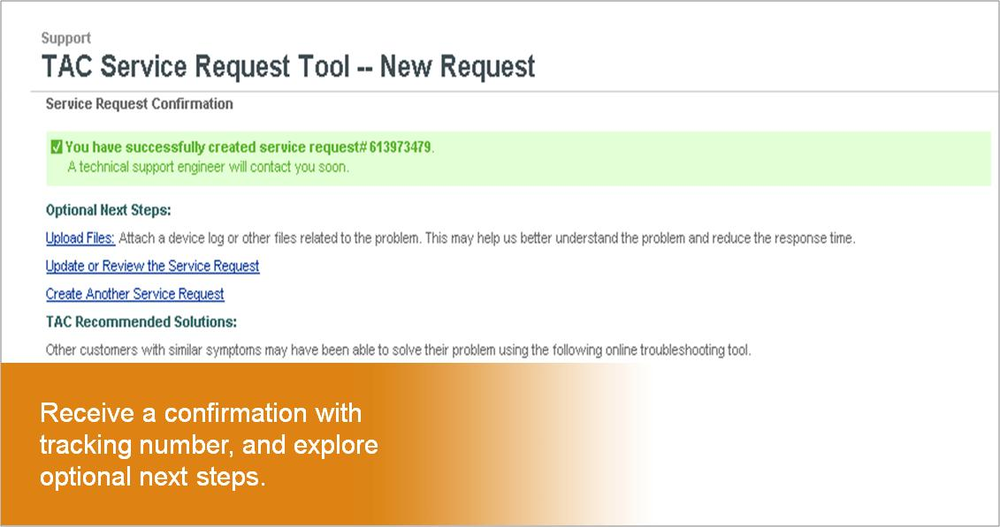 Support
TAC Service Request Tool -- New Request
Service Request Confirmation
You have successfully created service request# 613973479.
A technical support engineer will contact you soon.
Optional Next Steps:
Upload Files: Attach a device log or other files related to the problem. This may help us better understand the problem and reduce the response time.
Update or Review the Service Request
Create Another Service Request
TAC Recommended Solutions:
Other customers with similar symptoms may have been able to solve their problem using the following online troubleshooting tool.
Receive a confirmation with
tracking number, and explore
optional next steps.